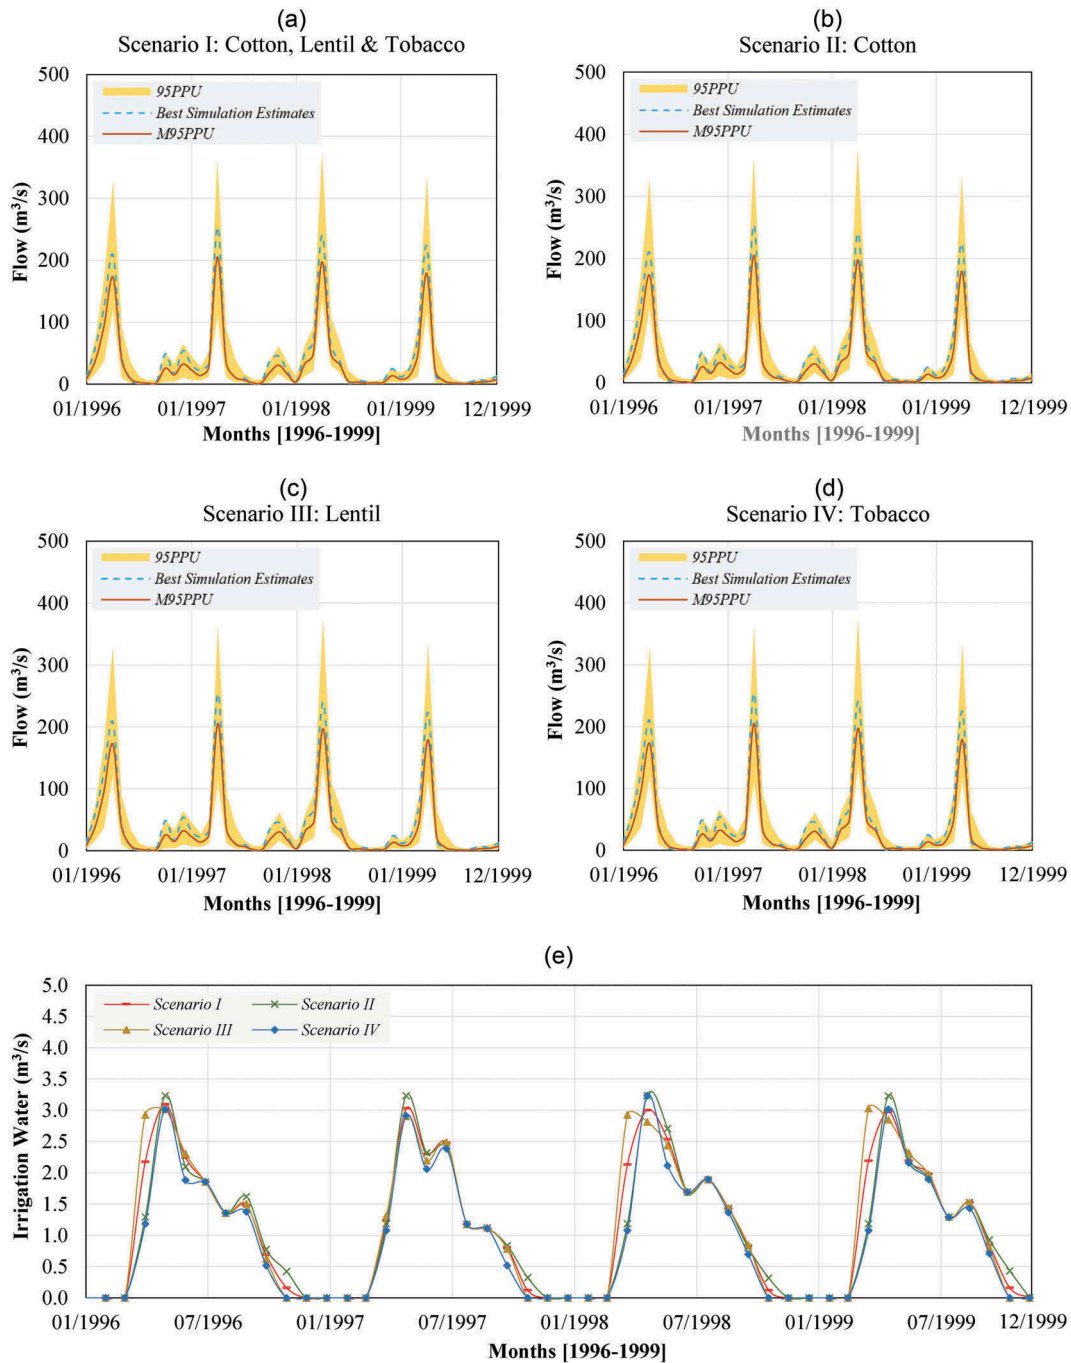 (a)
Scenario I: Cotton, Lentil & Tobacco
500
400
300
200
100
0
Flow (m³/s)
95PPU
Best Simulation Estimates
M95PPU
01/1996
01/1997
01/1998
01/1999
12/1999
Months [1996-1999]
(b)
Scenario II: Cotton
500
400
300
200
100
0
Flow (m³/s)
95PPU
Best Simulation Estimates
M95PPU
01/1996
01/1997
01/1998
01/1999
12/1999
Months [1996-1999]
(c)
Scenario III: Lentil
500
400
300
200
100
0
Flow (m³/s)
95PPU
Best Simulation Estimates
M95PPU
01/1996
01/1997
01/1998
01/1999
12/1999
Months [1996-1999]
(d)
Scenario IV: Tobacco
500
400
300
200
100
0
Flow (m³/s)
95PPU
Best Simulation Estimates
M95PPU
01/1996
01/1997
01/1998
01/1999
12/1999
Months [1996-1999]
(e)
5.0
4.5
4.0
3.5
3.0
2.5
2.0
1.5
1.0
0.5
0.0
Irrigation Water (m³/s)
Scenario I
Scenario II
Scenario III
Scenario IV
01/1996
07/1996
01/1997
07/1997
01/1998
07/1998
01/1999
07/1999
12/1999
Months [1996-1999]